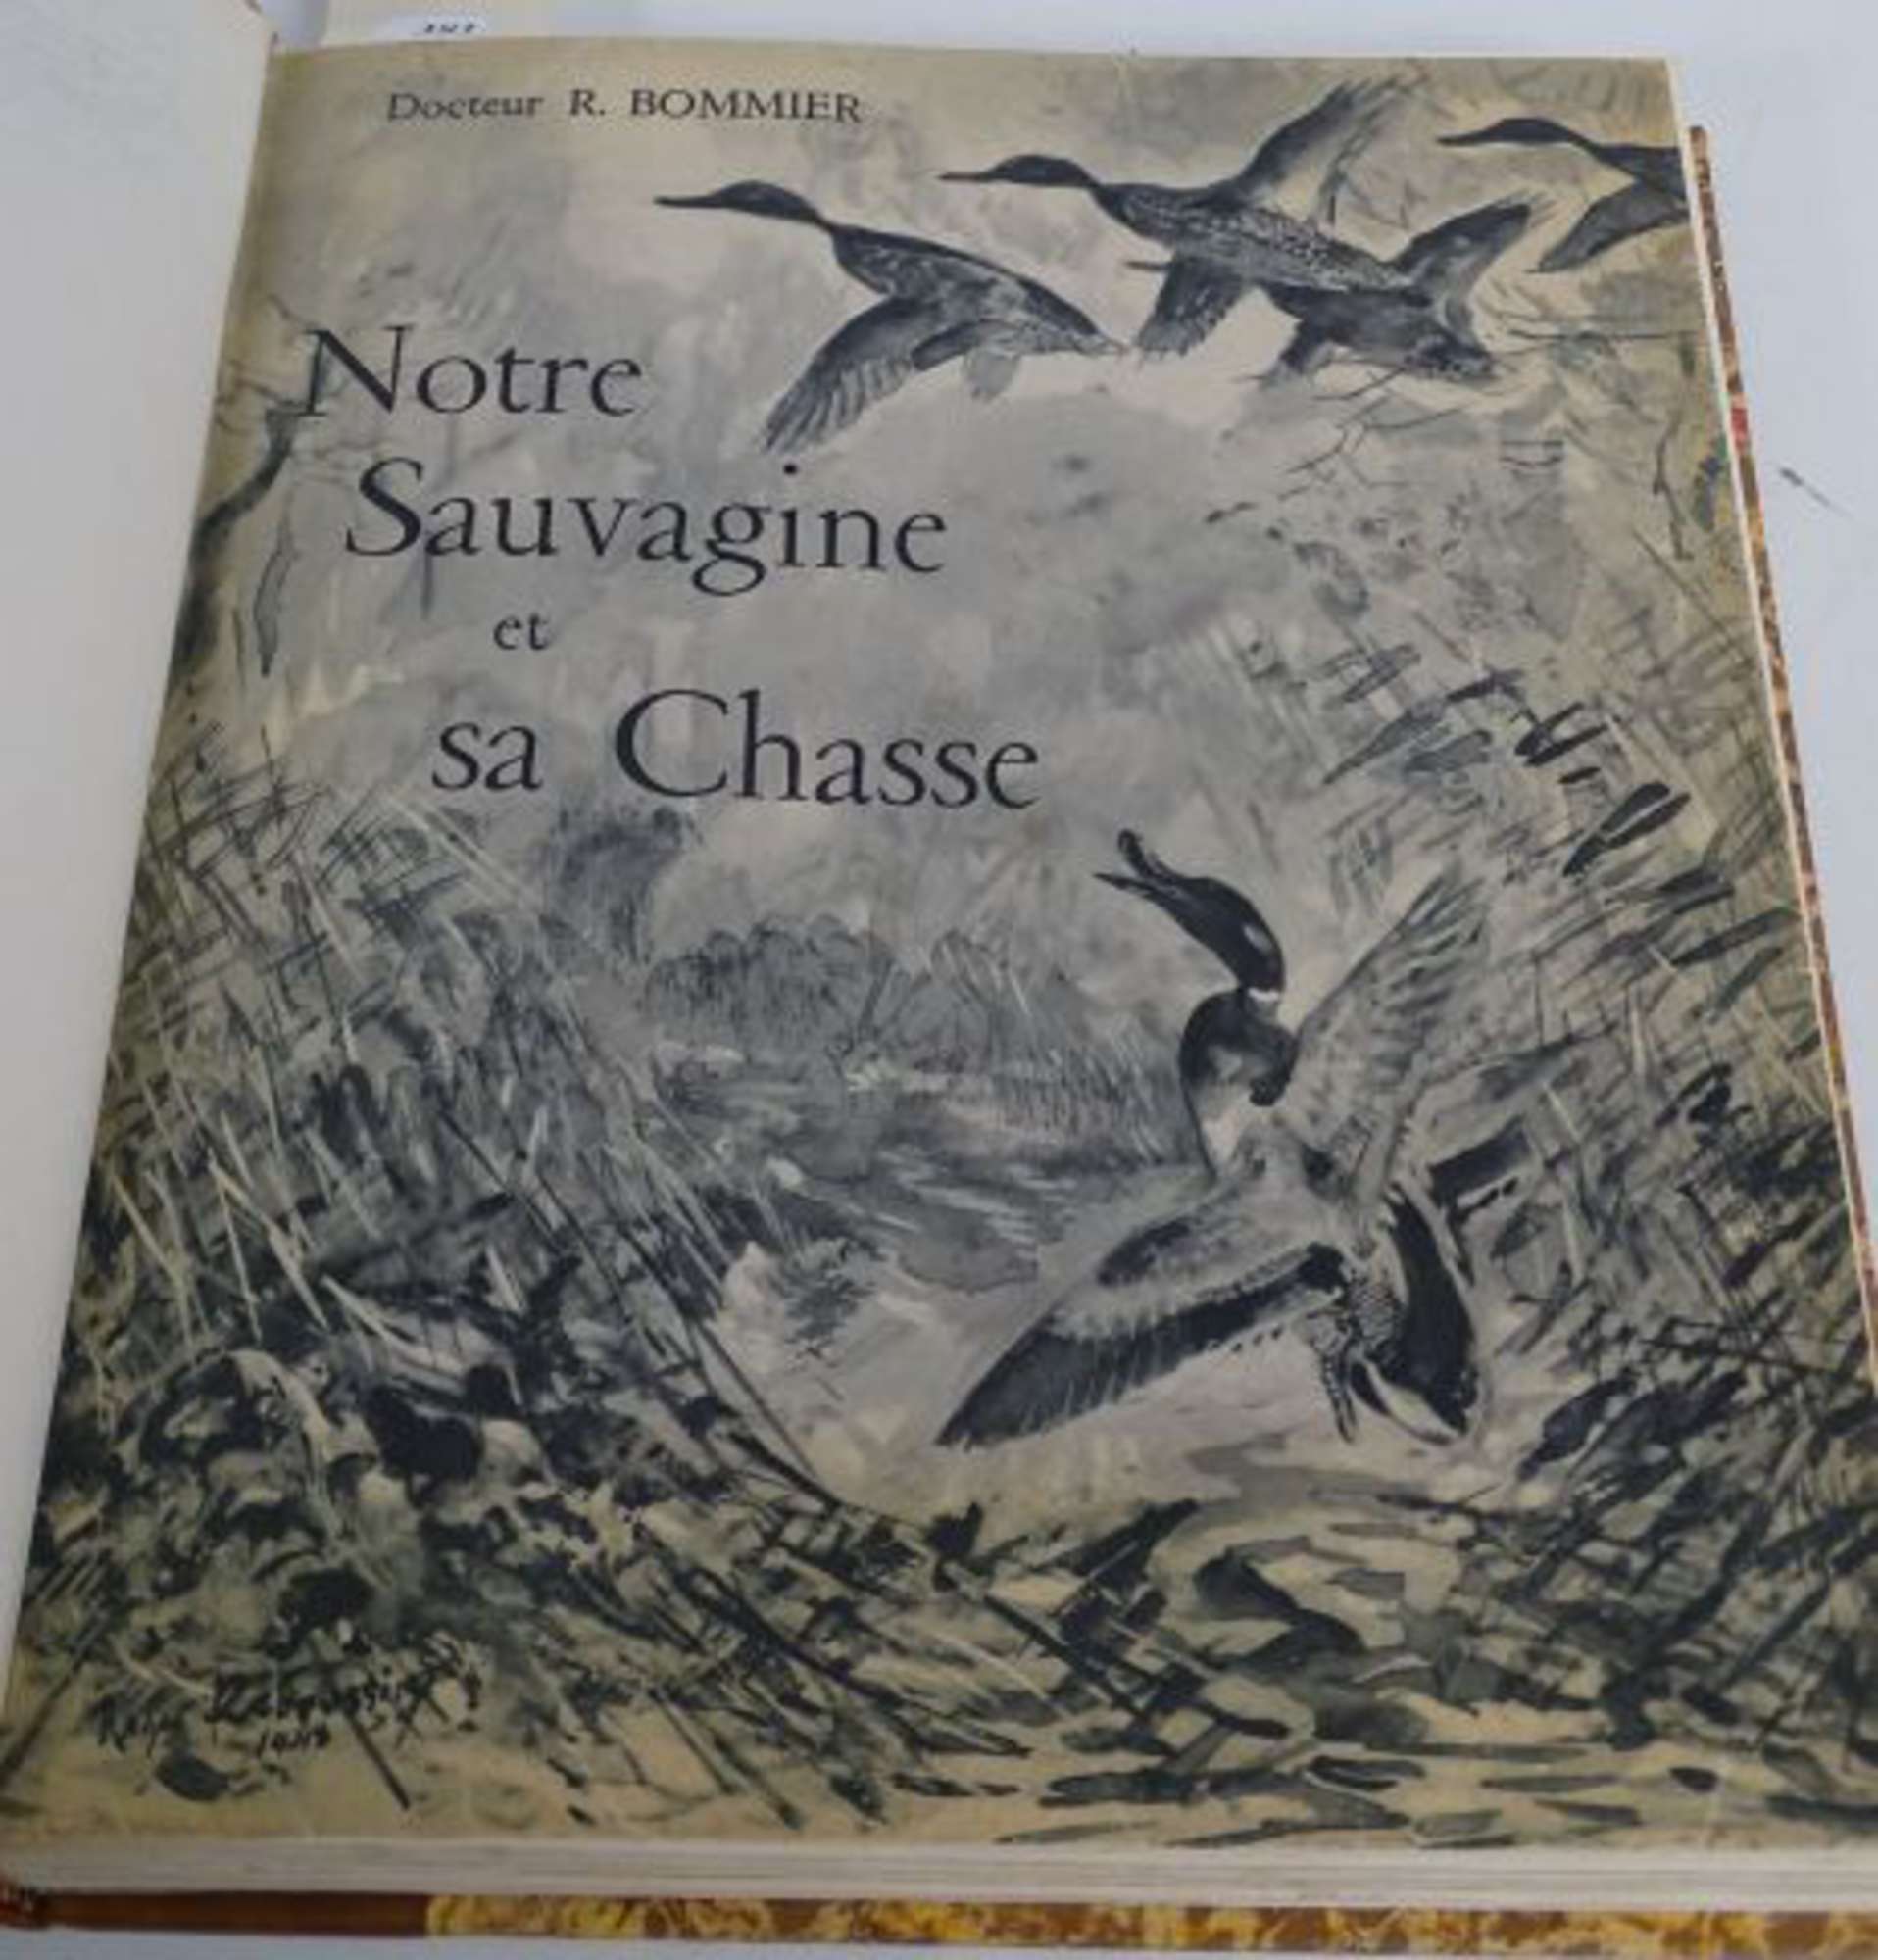 Docteur R. BOMMIER
Notre
Sauvagine
et
sa Chasse